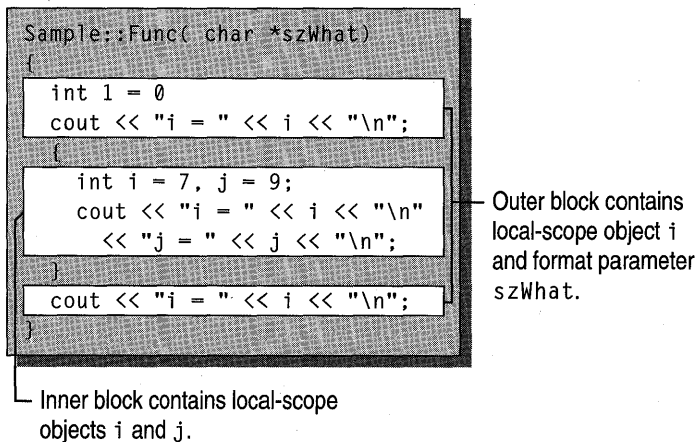 Sample::Func( char *szWhat)
{
int 1 = 0
cout << "i = " << i << "\n";
{
int i = 7, j = 9;
cout << "i = " << i << "\n"
<< "j = " << j << "\n";
}
cout << "i = " << i << "\n";
}
Outer block contains
local-scope object i
and format parameter
szWhat.
Inner block contains local-scope
objects i and j.